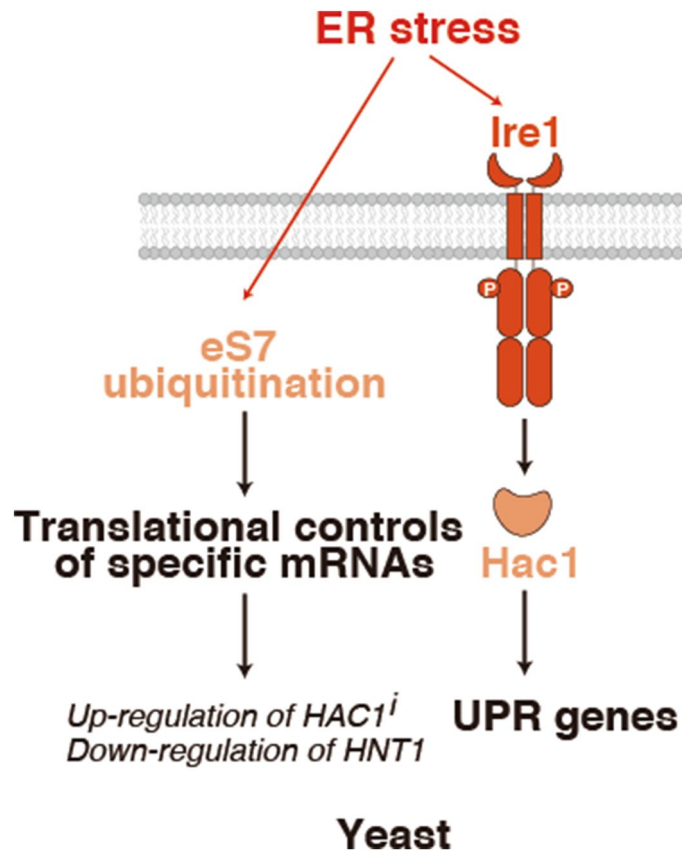 ER stress
Ire1
P P
eS7
ubiquitination
Translational controls
of specific mRNAs
Hac1
Up-regulation of HAC1ⁱ
Down-regulation of HNT1
UPR genes
Yeast